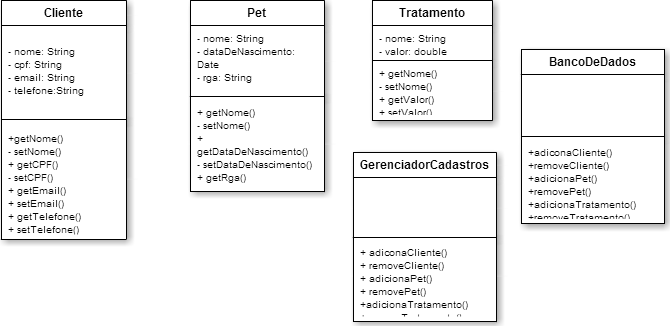 Cliente
- nome: String
- cpf: String
- email: String
- telefone:String
+getNome()
- setNome()
+ getCPF()
- setCPF()
+ getEmail()
+ setEmail()
+ getTelefone()
+ setTelefone()
Pet
- nome: String
- dataDeNascimento:
Date
- rga: String
+ getNome()
- setNome()
+
getDataDeNascimento()
- setDataDeNascimento()
+ getRga()
Tratamento
- nome: String
- valor: double
+ getNome()
- setNome()
+ getValor()
+ setValor()
GerenciadorCadastros
+ adiconaCliente()
+ removeCliente()
+ adicionaPet()
+ removePet()
+adicionaTratamento()
BancoDeDados
+adiconaCliente()
+removeCliente()
+adicionaPet()
+removePet()
+adicionaTratamento()
+removeTratamento()